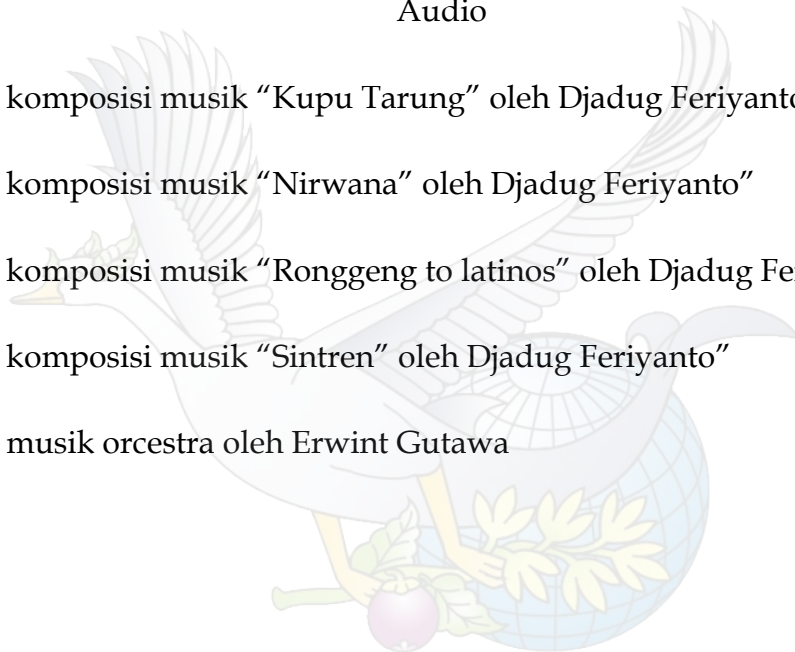 Audio
komposisi musik “Kupu Tarung” oleh Djadug Feriyanto
komposisi musik “Nirwana” oleh Djadug Feriyanto”
komposisi musik “Ronggeng to latinos” oleh Djadug
komposisi musik “Sintren” oleh Djadug Feriyanto”
musik orcestra oleh Erwint Gutawa